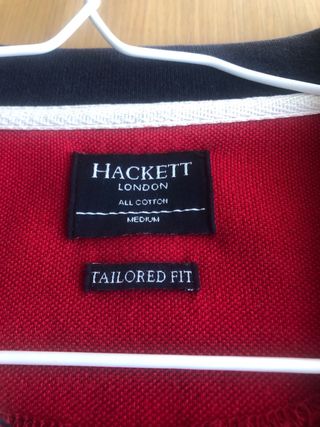 HACKETT
LONDON
ALL COTTON
MEDIUM
TAILORED FIT